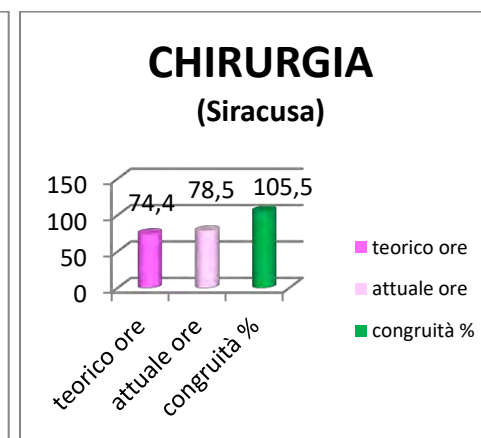 CHIRURGIA
(Siracusa)
150
100
50
0
74,4
78,5
105,5
teorico ore
attuale ore
congruità %
teorico ore
attuale ore
congruità %